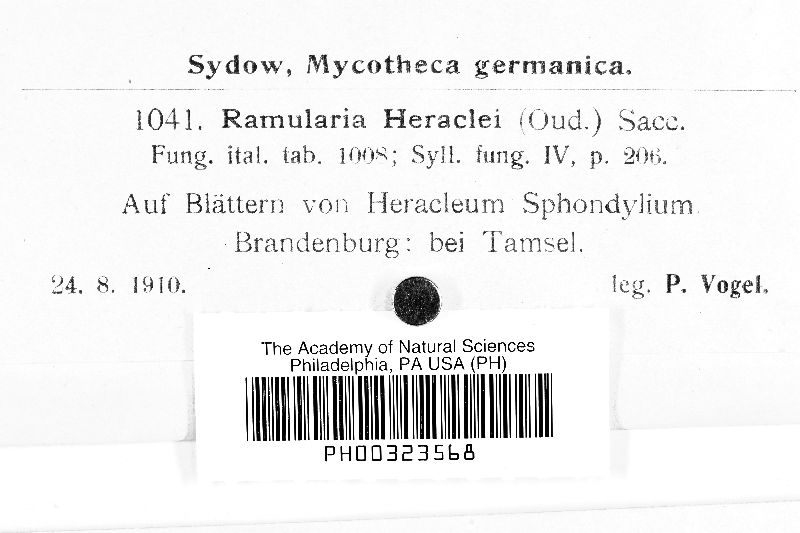 Sydow, Mycotheca germanica.
1041. Ramularia Heraclei (Oud.) Sacc.
Fung. ital. tab. 1008; Syll. fung. IV, p. 206.
Auf Blättern von Heracleum Sphondylium.
Brandenburg: bei Tamsel.
24. 8. 1910. leg. P. Vogel.
The Academy of Natural Sciences
Philadelphia, PA USA (PH)
PH00323568